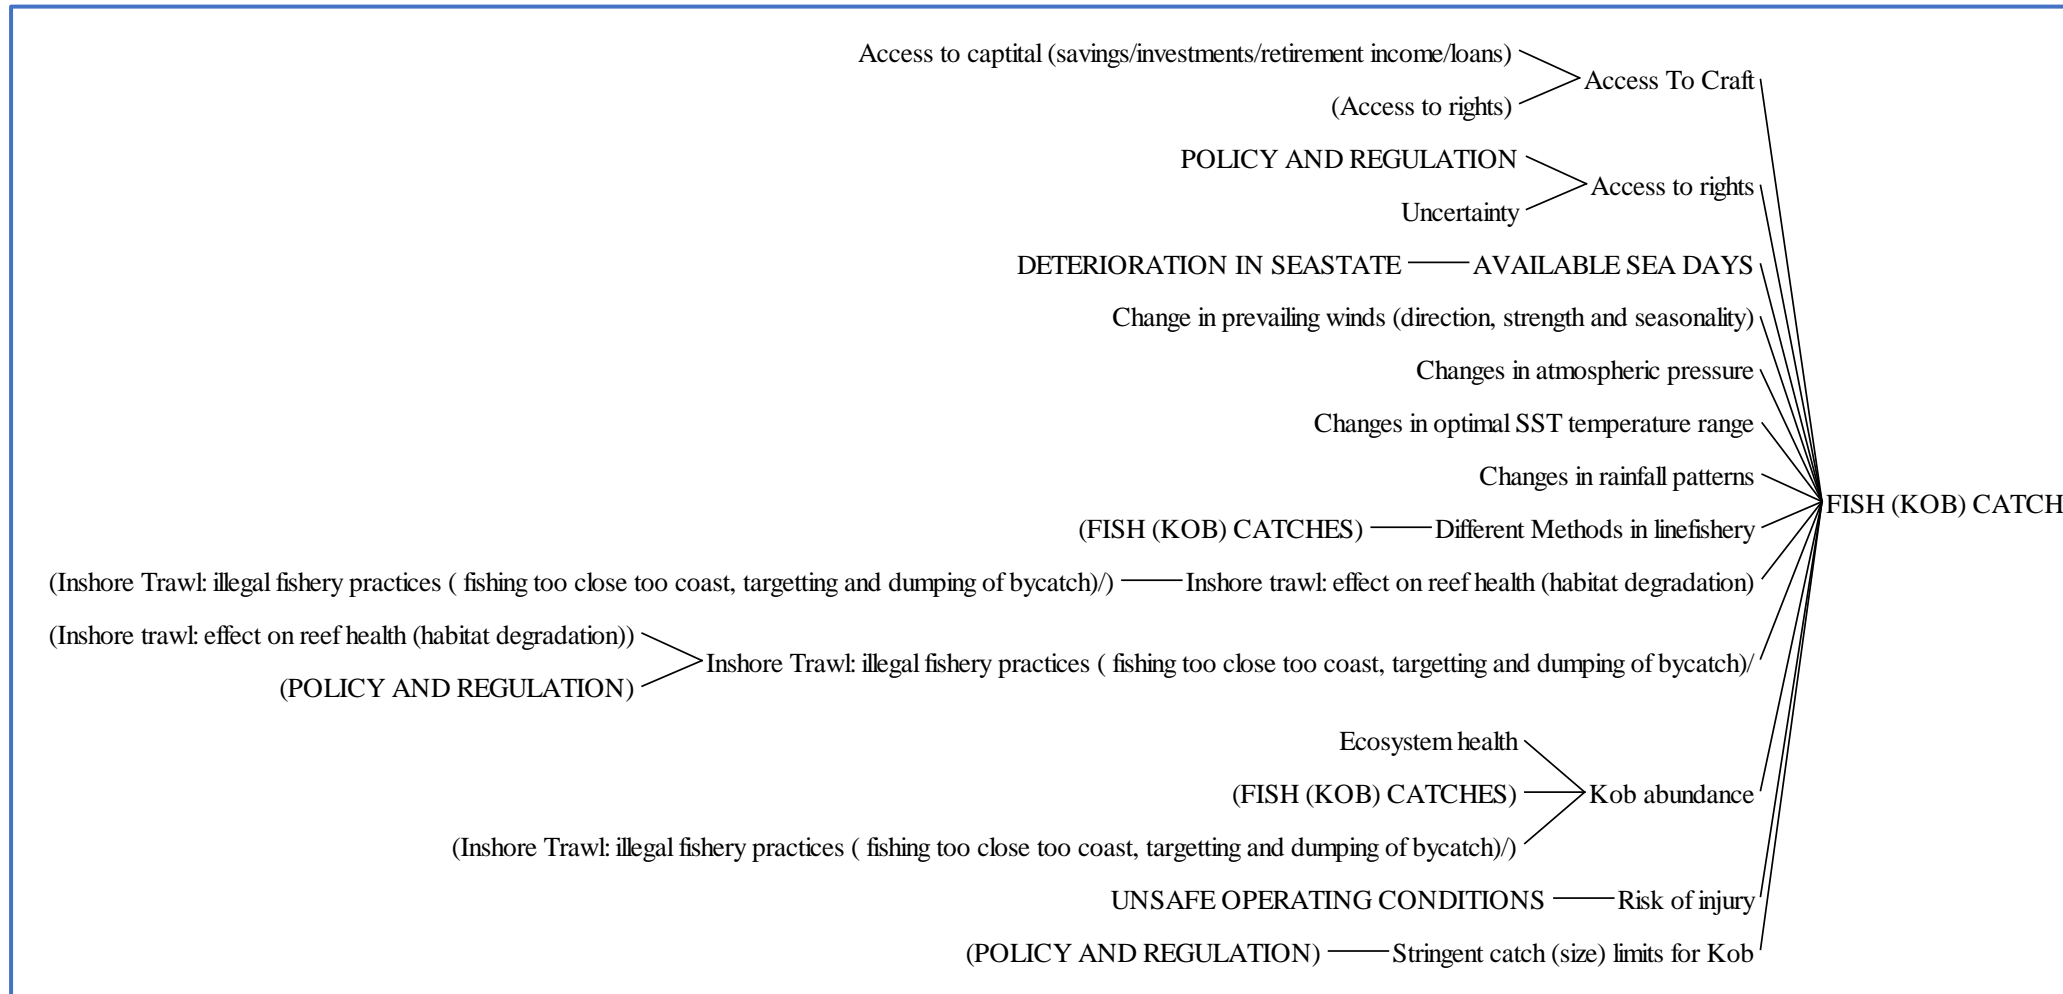 Access to captital (savings/investments/retirement income/loans)
Access To Craft
(Access to rights)
POLICY AND REGULATION
Access to rights
Uncertainty
DETERIORATION IN SEASTATE
AVAILABLE SEA DAYS
Change in prevailing winds (direction, strength and seasonality)
Changes in atmospheric pressure
Changes in optimal SST temperature range
Changes in rainfall patterns
FISH (KOB) CATCH
(FISH (KOB) CATCHES)
Different Methods in linefishery
(Inshore Trawl: illegal fishery practices ( fishing too close too coast, targetting and dumping of bycatch)/)
Inshore trawl: effect on reef health (habitat degradation)
(Inshore trawl: effect on reef health (habitat degradation))
Inshore Trawl: illegal fishery practices ( fishing too close too coast, targetting and dumping of bycatch)/
(POLICY AND REGULATION)
Ecosystem health
(FISH (KOB) CATCHES)
Kob abundance
(Inshore Trawl: illegal fishery practices ( fishing too close too coast, targetting and dumping of bycatch)/)
UNSAFE OPERATING CONDITIONS
Risk of injury
(POLICY AND REGULATION)
Stringent catch (size) limits for Kob